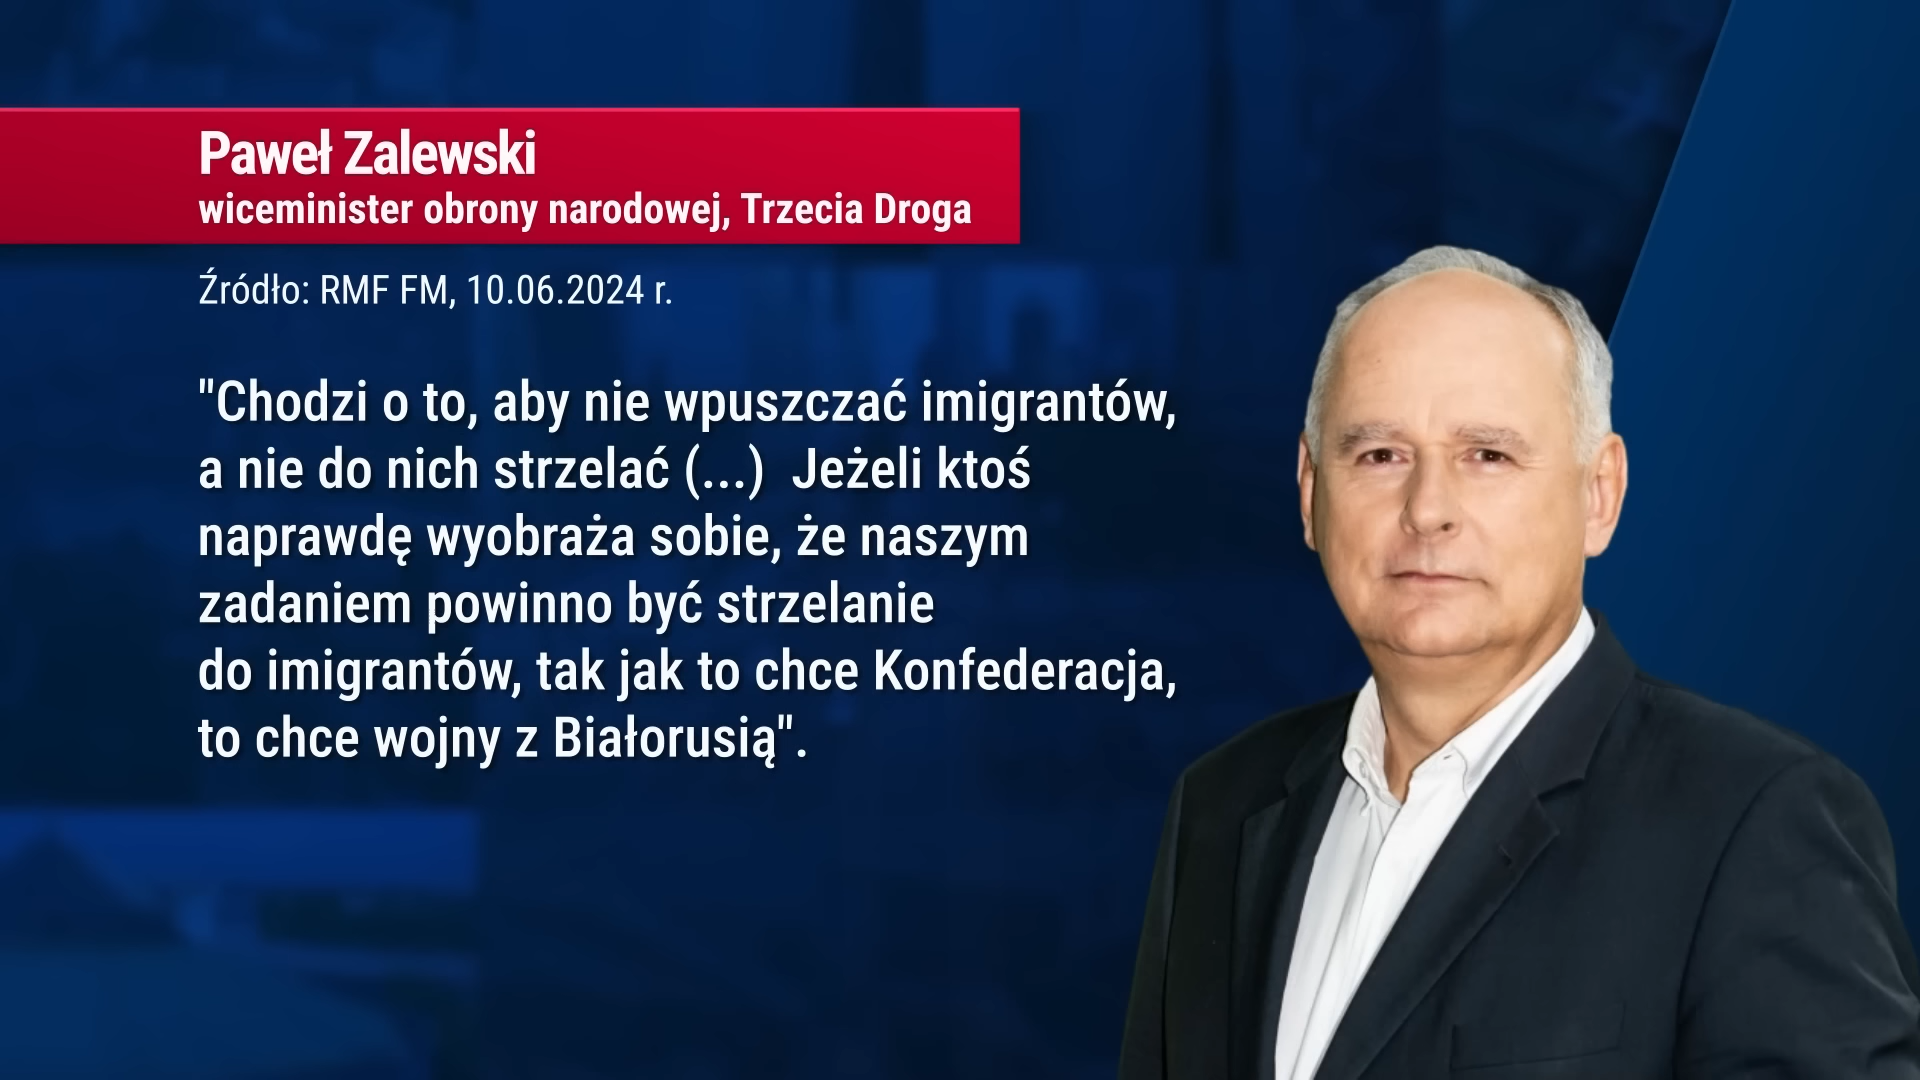 Paweł Zalewski
wiceminister obrony narodowej, Trzecia Droga
Źródło: RMF FM, 10.06.2024 r.
"Chodzi o to, aby nie wpuszczać imigrantów,
a nie do nich strzelać (...) Jeżeli ktoś
naprawdę wyobraża sobie, że naszym
zadaniem powinno być strzelanie
do imigrantów, tak jak to chce Konfederacja,
to chce wojny z Białorusią".